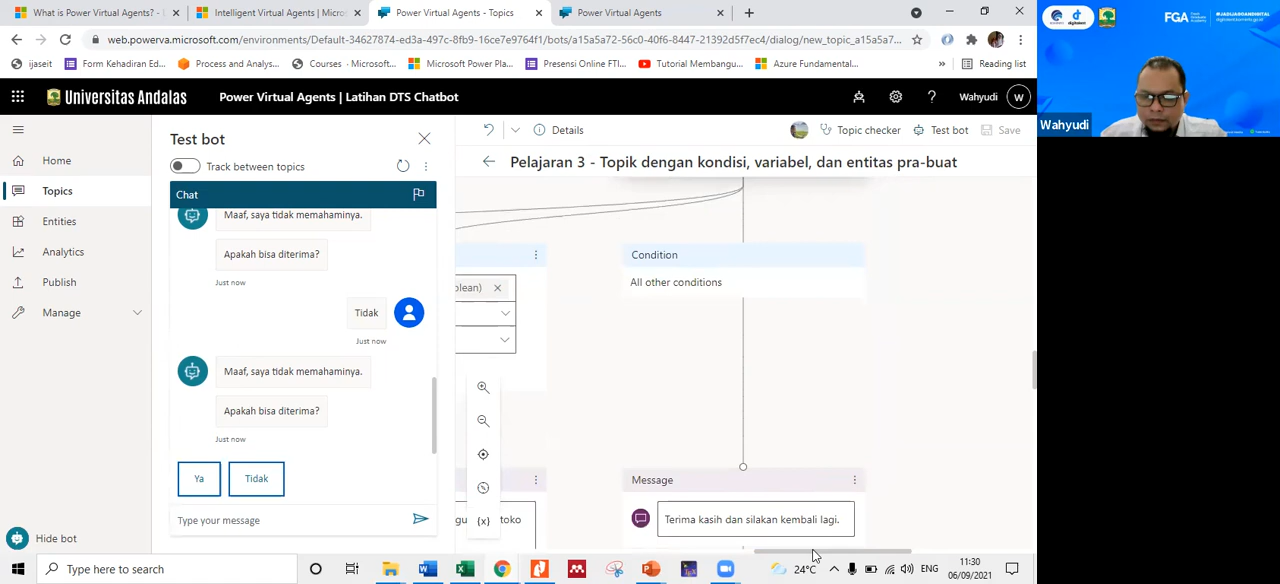 What is Power Virtual Agents? -
Intelligent Virtual Agents | Micro
Power Virtual Agents - Topics
Power Virtual Agents
web.powerva.microsoft.com/environments/Default-34627874-ed3a-497c-8fb9-16ce7e9764f1/bots/a15a5a72-56c0-40f6-8447-21392d5f7ec4/dialog/new_topic_a15a5a7...
ijaseit
Form Kehadiran Ed...
Process and Analys...
Courses - Microsoft...
Microsoft Power Pla...
Presensi Online FTI...
Tutorial Membangu...
Azure Fundamental...
»
Reading list
Universitas Andalas
Power Virtual Agents | Latihan DTS Chatbot
?
Wahyudi
W
Home
Topics
Entities
Analytics
Publish
Manage
Hide bot
Test bot
Track between topics
Chat
Maaf, saya tidak memahaminya.
Apakah bisa diterima?
Just now
Tidak
Just now
Maaf, saya tidak memahaminya.
Apakah bisa diterima?
Just now
Ya
Tidak
Type your message
Details
Topic checker
Test bot
Save
Pelajaran 3 - Topik dengan kondisi, variabel, dan entitas pra-buat
Condition
All other conditions
olean)
{x}
toko
Message
Terima kasih dan silakan kembali lagi.
Type here to search
24°C
ENG
11:30
06/09/2021
FGA
Wahyudi